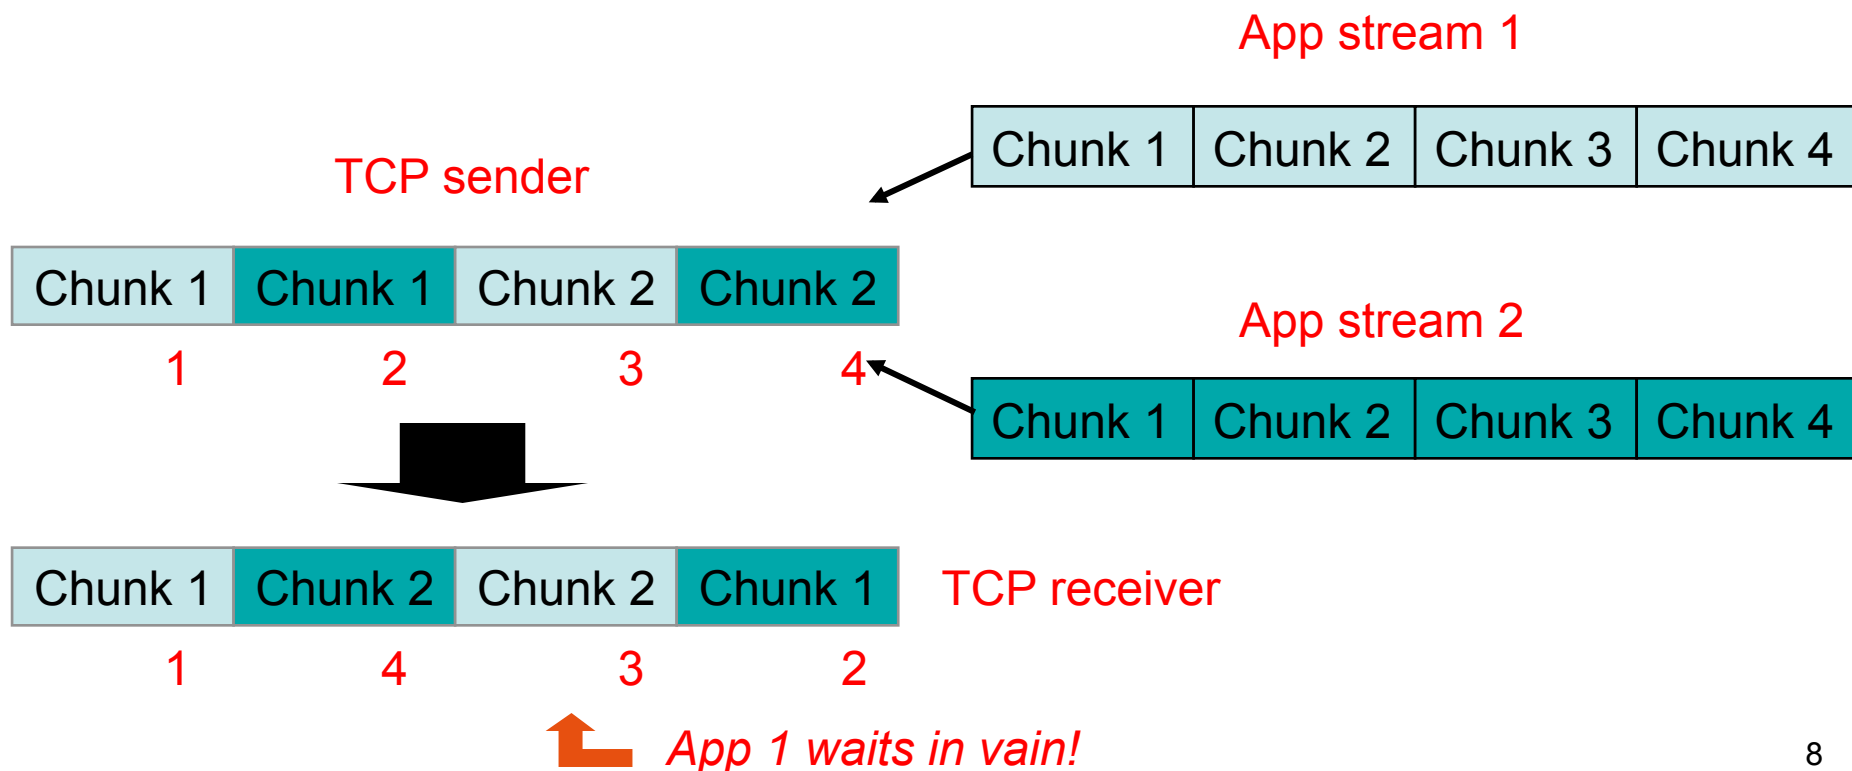 App stream 1
Chunk 1 Chunk 2 Chunk 3 Chunk 4
TCP sender
Chunk 1 Chunk 1 Chunk 2 Chunk 2
1 2 3 4
App stream 2
Chunk 1 Chunk 2 Chunk 3 Chunk 4
Chunk 1 Chunk 2 Chunk 2 Chunk 1 TCP receiver
1 4 3 2
App 1 waits in vain!
8